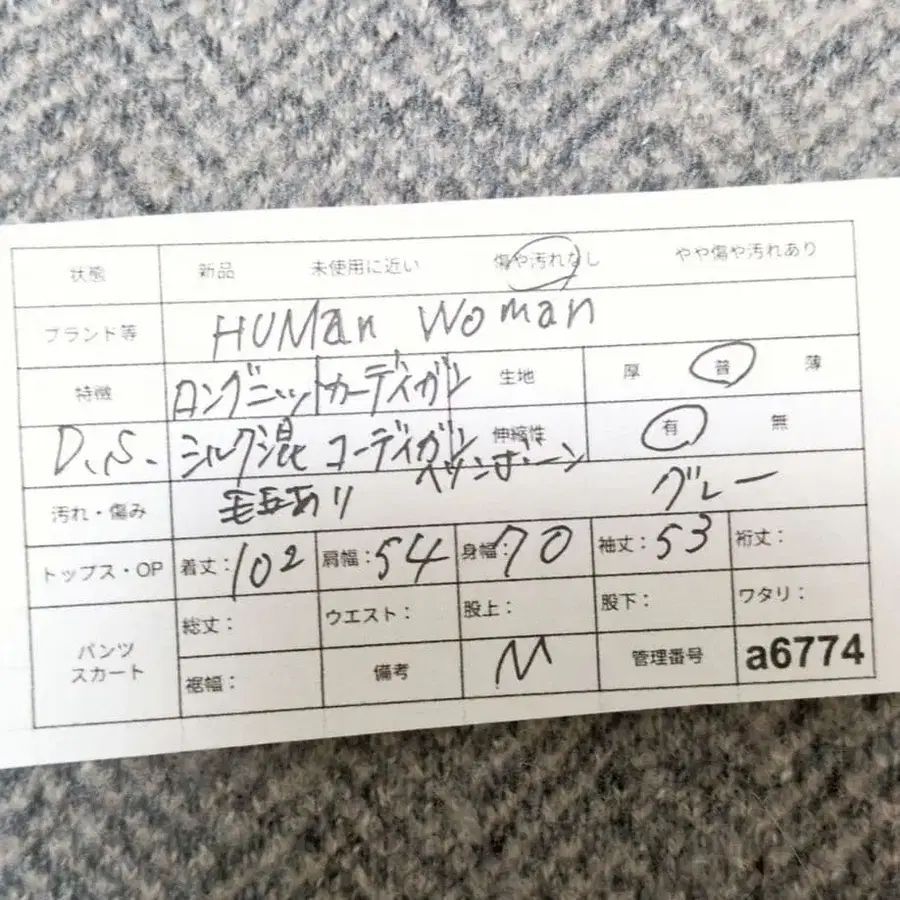 状態 新品 未使用に近い 傷や汚れなし やや傷や汚れあり
ブランド等 HUMan Woman
特徴 ロングニットカーディガン 生地 厚 普 薄
D.S. シルク混 コーディガン 伸縮性 有 無
ヘリンボーン
汚れ・傷み 毛玉あり グレー
トップス・OP 着丈：102 肩幅：54 身幅：70 袖丈：53 裄丈：
パンツ スカート 総丈： ウエスト： 股上： 股下： ワタリ：
裾幅： 備考 M 管理番号 a6774